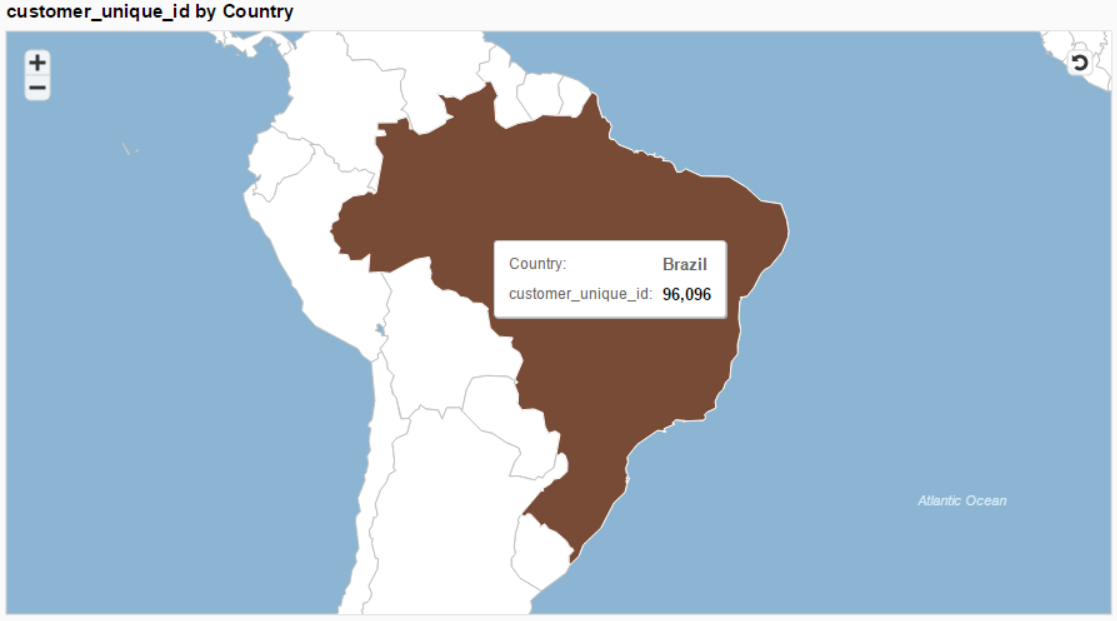 customer_unique_id by Country
+
−
Country: Brazil
customer_unique_id: 96,096
Atlantic Ocean